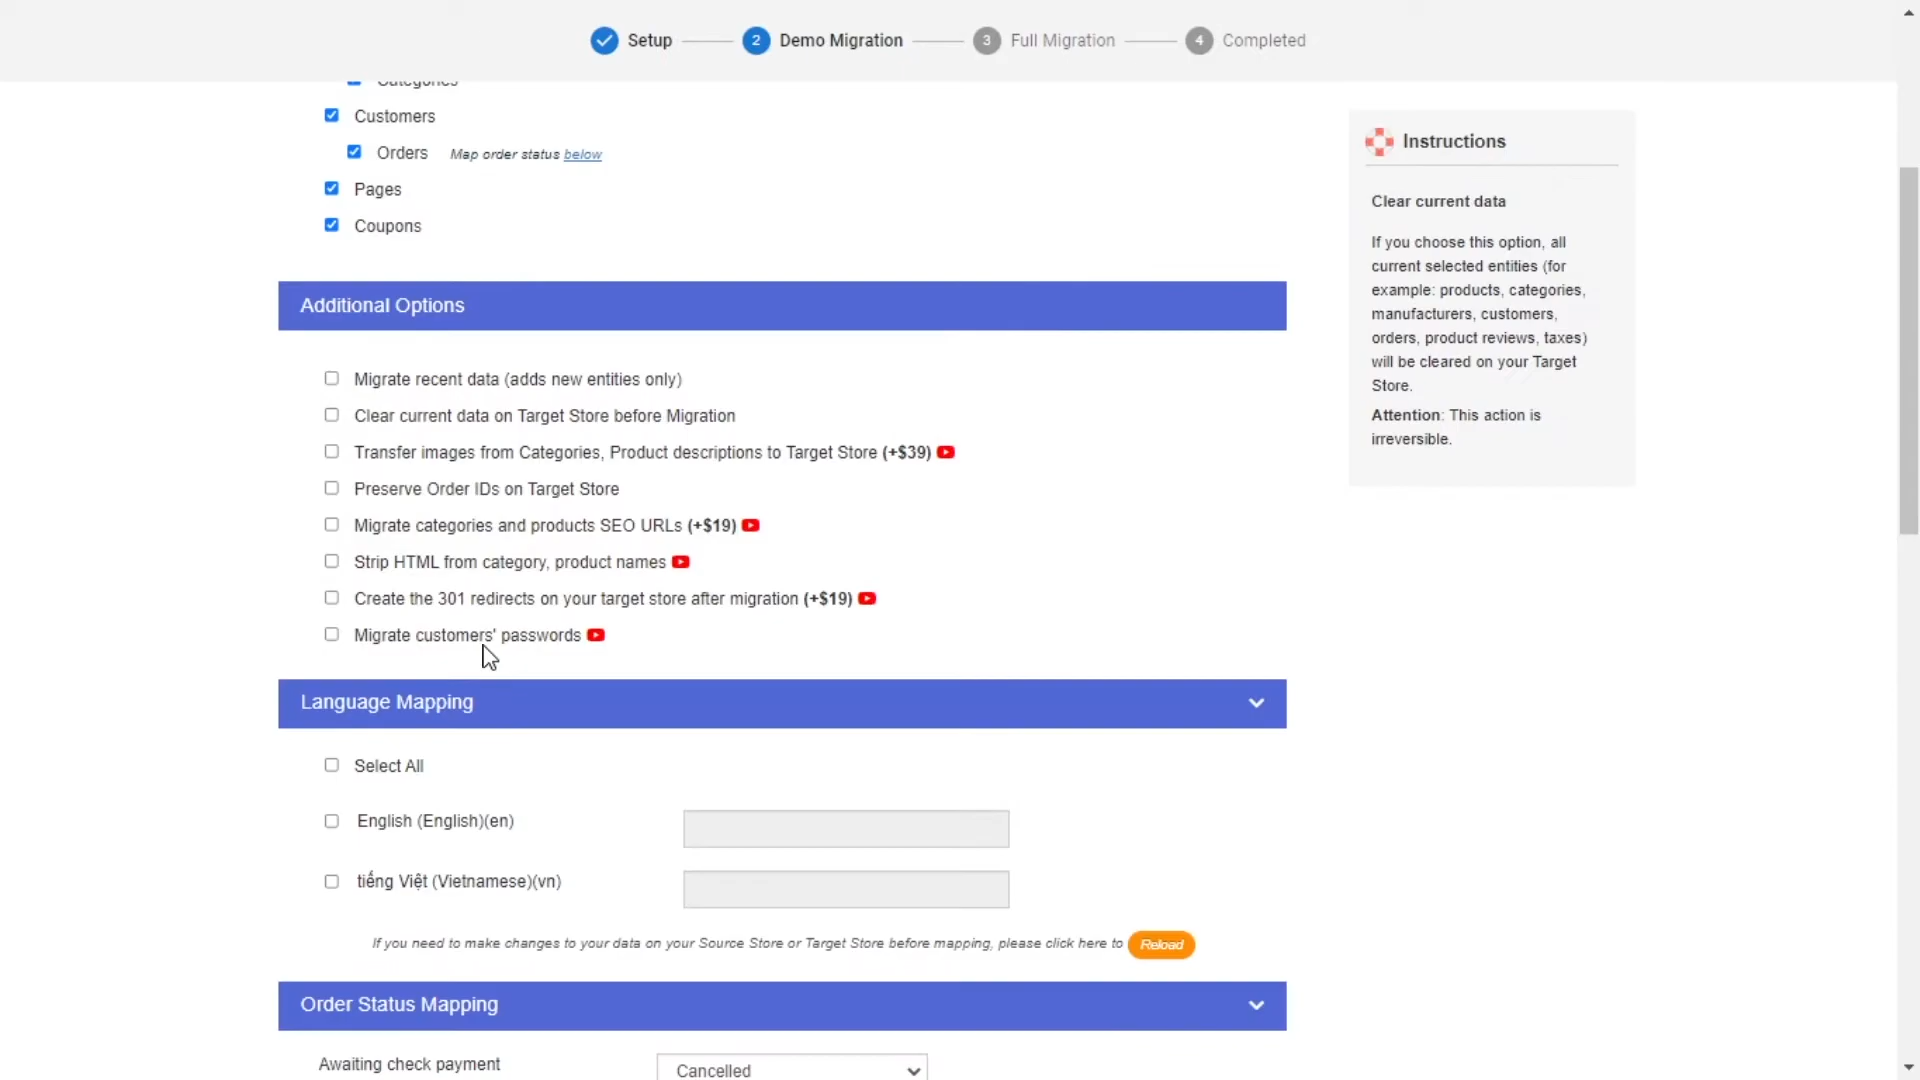 Setup
2 Demo Migration
3 Full Migration
4 Completed
Categories
Customers
Orders Map order status below
Pages
Coupons
Additional Options
Migrate recent data (adds new entities only)
Clear current data on Target Store before Migration
Transfer images from Categories, Product descriptions to Target Store (+$39)
Preserve Order IDs on Target Store
Migrate categories and products SEO URLs (+$19)
Strip HTML from category, product names
Create the 301 redirects on your target store after migration (+$19)
Migrate customers' passwords
Language Mapping
Select All
English (English)(en)
tiếng Việt (Vietnamese)(vn)
If you need to make changes to your data on your Source Store or Target Store before mapping, please click here to Reload
Order Status Mapping
Awaiting check payment Cancelled
Instructions
Clear current data
If you choose this option, all
current selected entities (for
example: products, categories,
manufacturers, customers,
orders, product reviews, taxes)
will be cleared on your Target
Store.
Attention: This action is
irreversible.